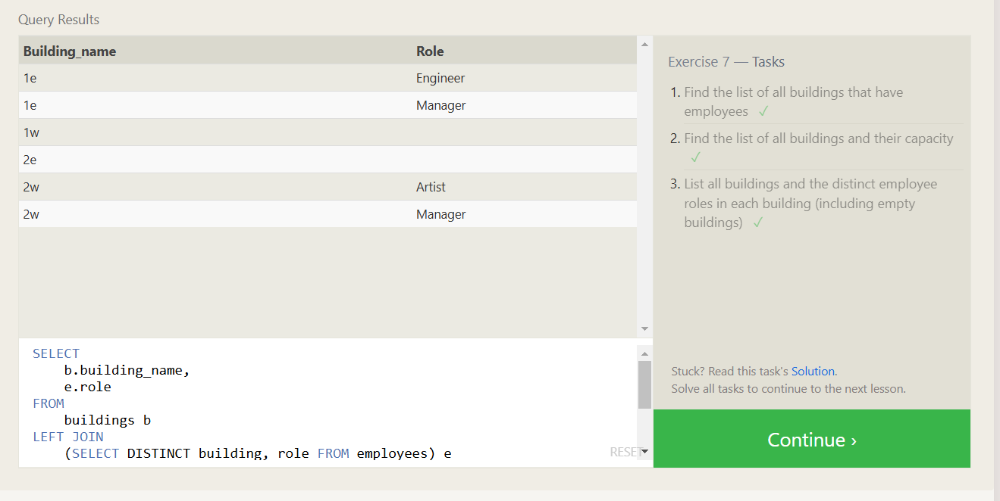 Query Results
Building_name Role
1e Engineer
1e Manager
1w
2e
2w Artist
2w Manager
SELECT
b.building_name,
e.role
FROM
buildings b
LEFT JOIN
(SELECT DISTINCT building, role FROM employees) e
RESET
Exercise 7 — Tasks
1. Find the list of all buildings that have
employees ✓
2. Find the list of all buildings and their capacity
✓
3. List all buildings and the distinct employee
roles in each building (including empty
buildings) ✓
Stuck? Read this task's Solution.
Solve all tasks to continue to the next lesson.
Continue ›